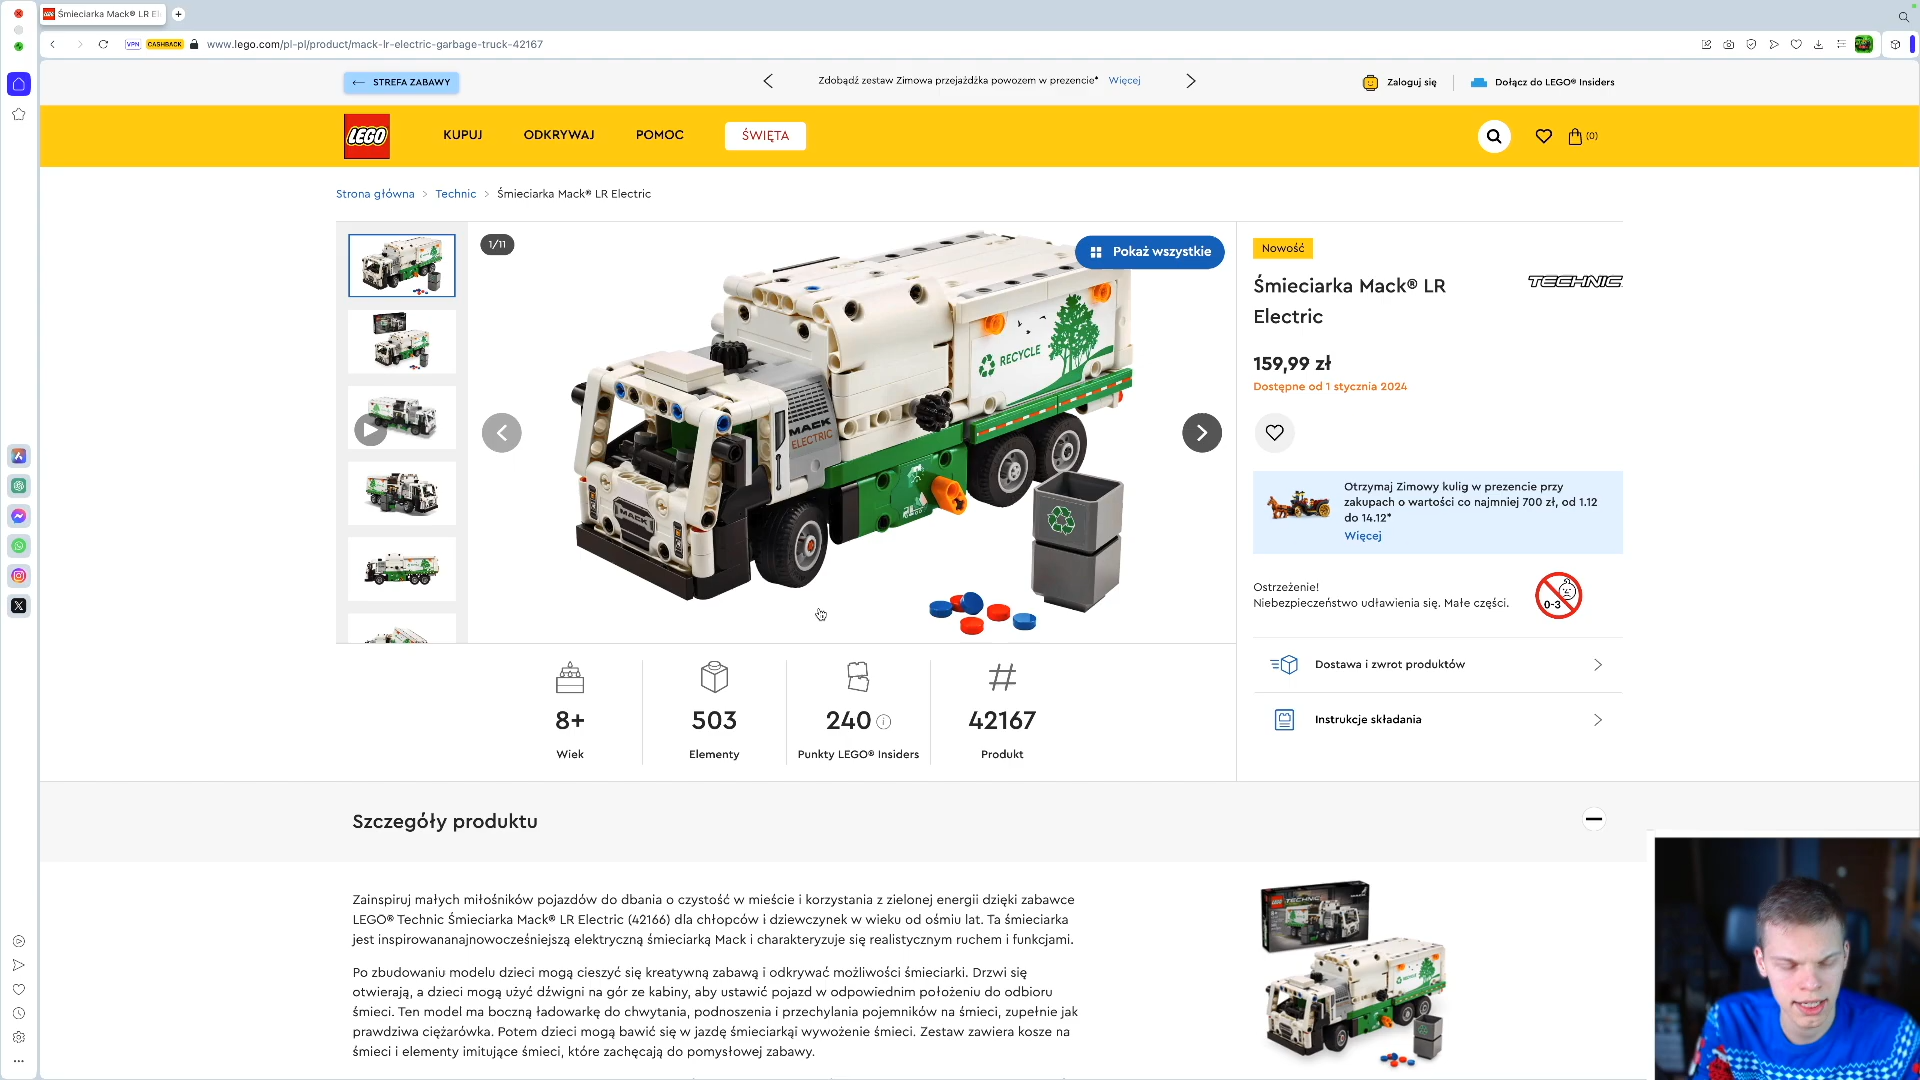 Śmieciarka Mack® LR El
VPN
CASHBACK
www.lego.com/pl-pl/product/mack-lr-electric-garbage-truck-42167
STREFA ZABAWY
Zdobądź zestaw Zimowa przejażdżka powozem w prezencie* Więcej
Zaloguj się
Dołącz do LEGO® Insiders
LEGO
KUPUJ
ODKRYWAJ
POMOC
ŚWIĘTA
(0)
Strona główna > Technic > Śmieciarka Mack® LR Electric
1/11
Pokaż wszystkie
RECYCLE
MACK
ELECTRIC
MACK
Nowość
Śmieciarka Mack® LR
Electric
TECHNIC
159,99 zł
Dostępne od 1 stycznia 2024
Otrzymaj Zimowy kulig w prezencie przy
zakupach o wartości co najmniej 700 zł, od 1.12
do 14.12*
Więcej
Ostrzeżenie!
Niebezpieczeństwo udławienia się. Małe części.
0-3
Dostawa i zwrot produktów
Instrukcje składania
8+
Wiek
503
Elementy
240
Punkty LEGO® Insiders
42167
Produkt
Szczegóły produktu
Zainspiruj małych miłośników pojazdów do dbania o czystość w mieście i korzystania z zielonej energii dzięki zabawce
LEGO® Technic Śmieciarka Mack® LR Electric (42166) dla chłopców i dziewczynek w wieku od ośmiu lat. Ta śmieciarka
jest inspirowananajnowocześniejszą elektryczną śmieciarką Mack i charakteryzuje się realistycznym ruchem i funkcjami.
Po zbudowaniu modelu dzieci mogą cieszyć się kreatywną zabawą i odkrywać możliwości śmieciarki. Drzwi się
otwierają, a dzieci mogą użyć dźwigni na gór ze kabiny, aby ustawić pojazd w odpowiednim położeniu do odbioru
śmieci. Ten model ma boczną ładowarkę do chwytania, podnoszenia i przechylania pojemników na śmieci, zupełnie jak
prawdziwa ciężarówka. Potem dzieci mogą bawić się w jazdę śmieciarkąi wywożenie śmieci. Zestaw zawiera kosze na
śmieci i elementy imitujące śmieci, które zachęcają do pomysłowej zabawy.